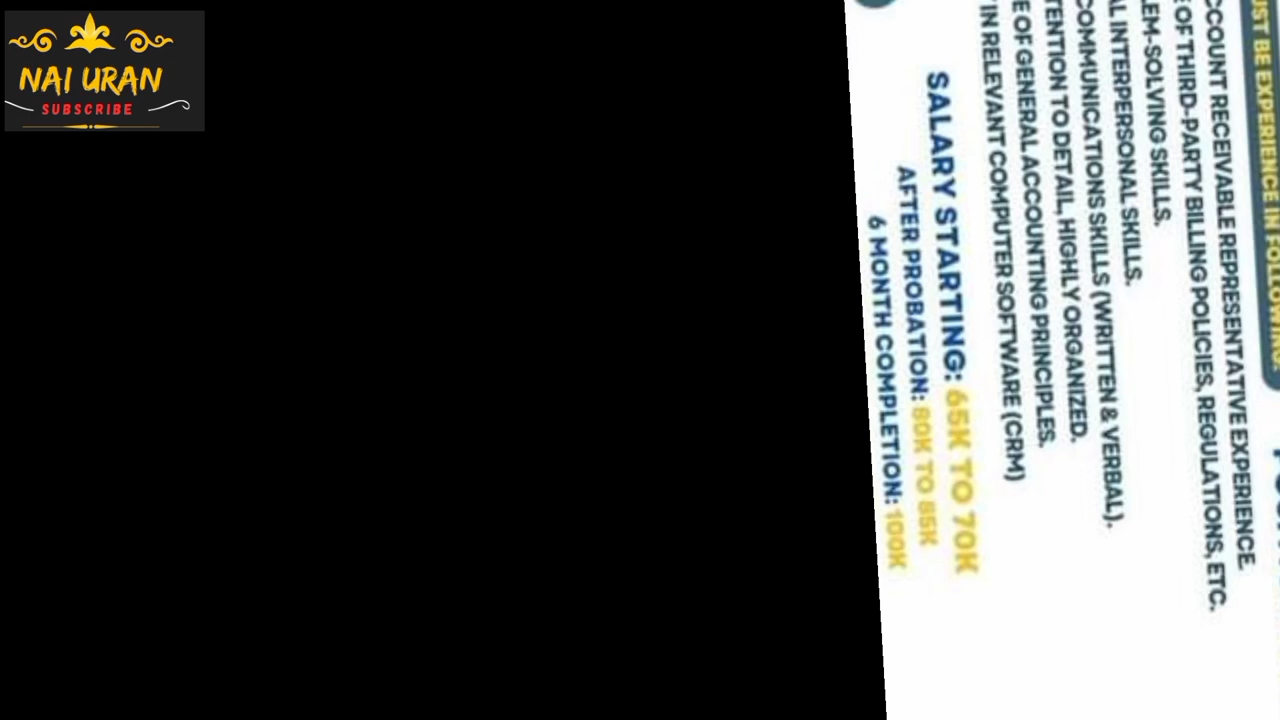 NAI URAN
SUBSCRIBE
UST BE EXPERIENCE IN FOLLOWING:
CCOUNT RECEIVABLE REPRESENTATIVE EXPERIENCE.
E OF THIRD-PARTY BILLING POLICIES, REGULATIONS, ETC.
LEM-SOLVING SKILLS.
AL INTERPERSONAL SKILLS.
COMMUNICATIONS SKILLS (WRITTEN & VERBAL).
TENTION TO DETAIL, HIGHLY ORGANIZED.
E OF GENERAL ACCOUNTING PRINCIPLES.
IN RELEVANT COMPUTER SOFTWARE (CRM)
SALARY STARTING: 65K TO 70K
AFTER PROBATION: 80K TO 85K
6 MONTH COMPLETION: 100K